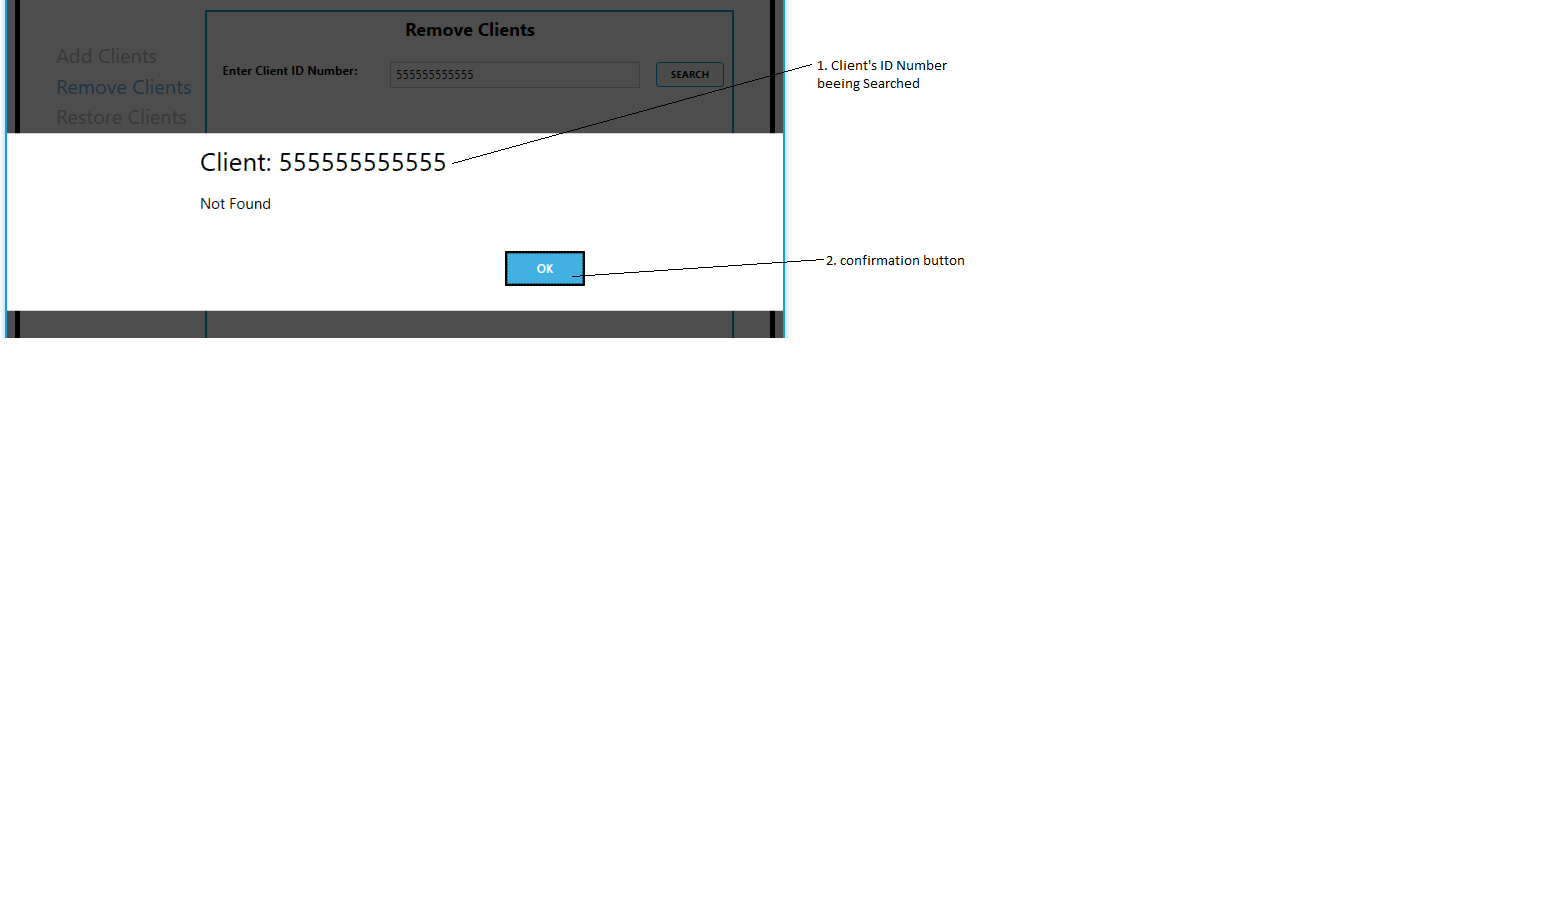 Remove Clients
Add Clients
Enter Client ID Number:
555555555555
SEARCH
Remove Clients
Restore Clients
1. Client's ID Number
beeing Searched
Client: 555555555555
Not Found
OK
2. confirmation button